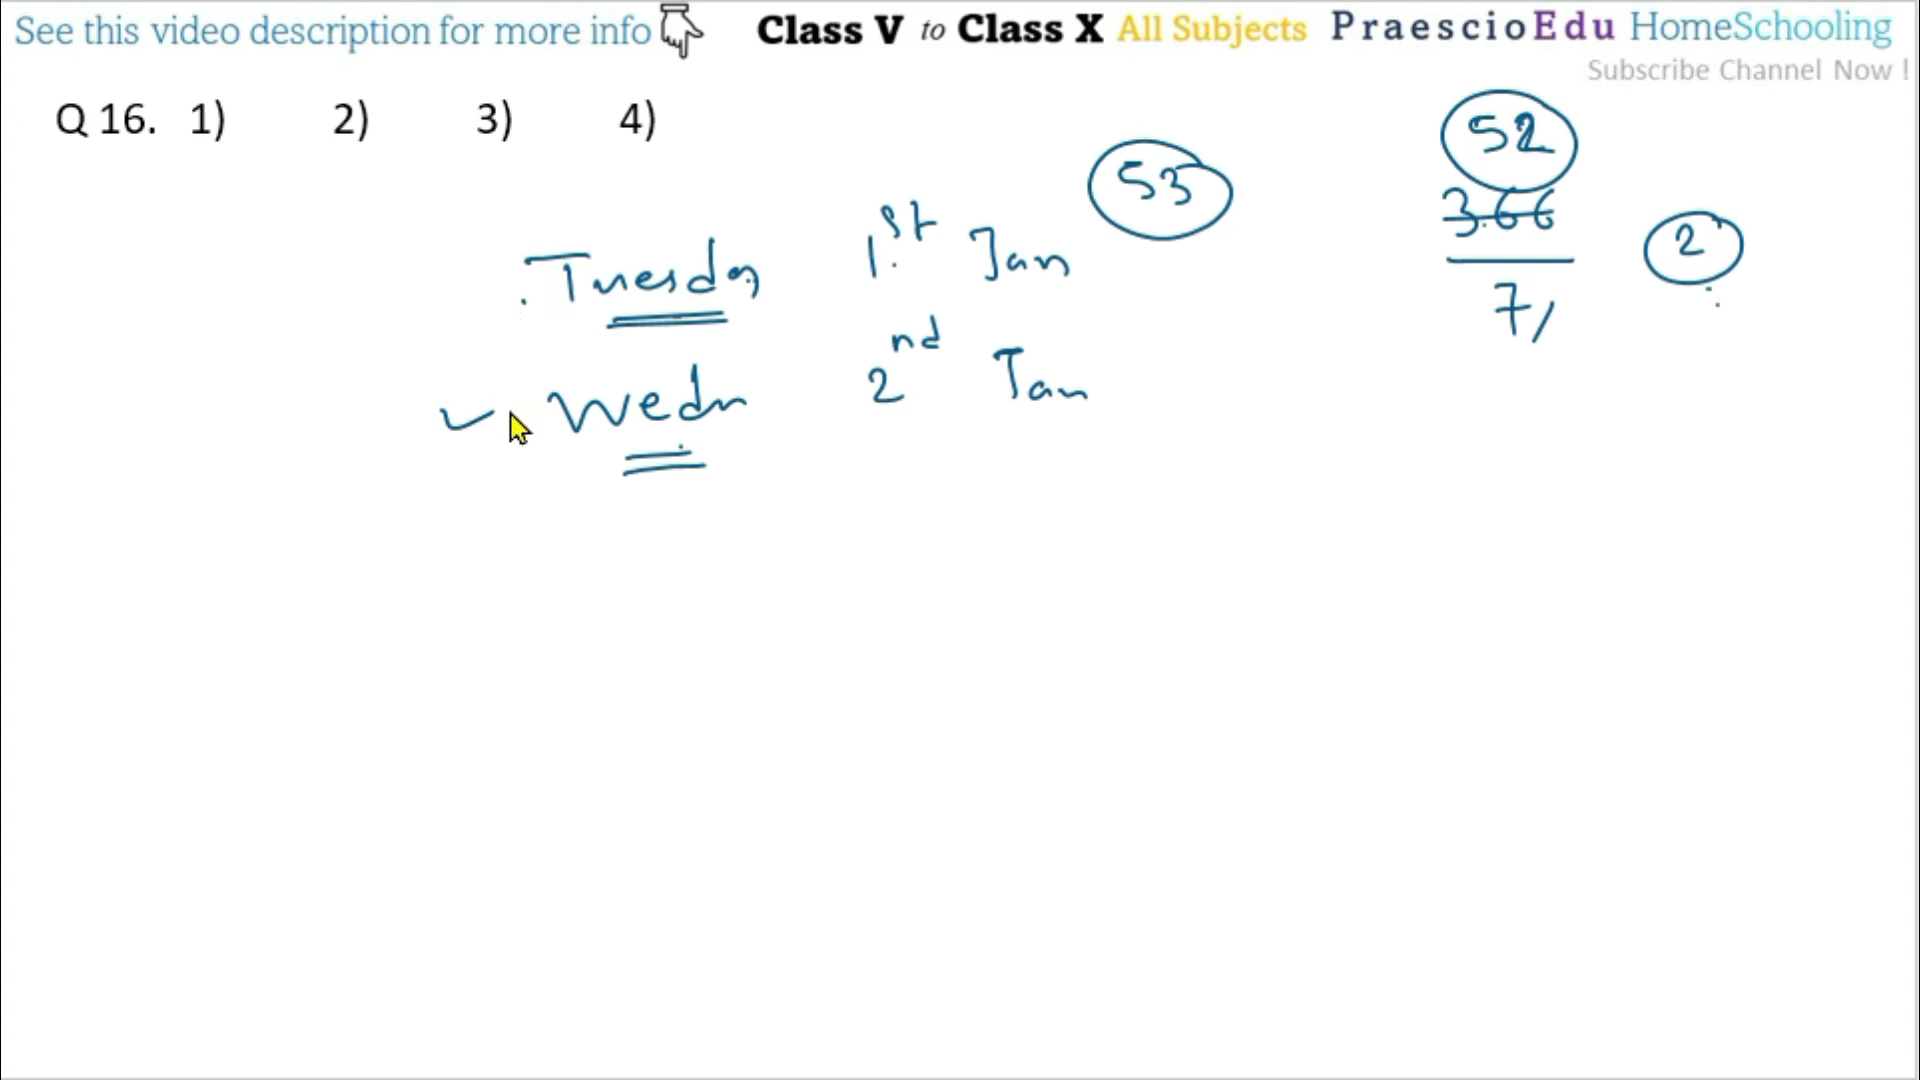 See this video description for more info Class V to Class X All Subjects PraescioEdu HomeSchooling
Subscribe Channel Now !
Q 16. 1) 2) 3) 4)
53
52
Tuesday 1st Jan
366
7
2
Wedn 2nd Jan